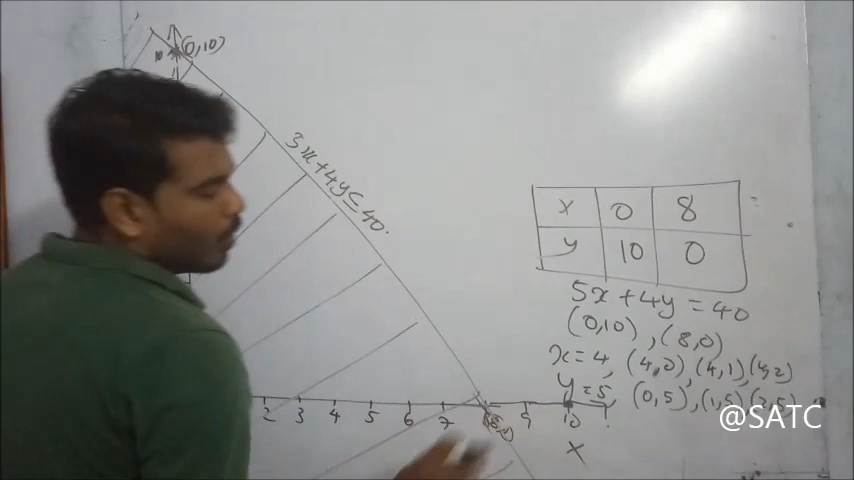 (0,10)
10
5x+4y≤40.
x 0 8
y 10 0
5x+4y=40
(0,10), (8,0)
x=4, (4,0), (4,1), (4,2)
y=5, (0,5), (1,5), (2,5)
@SATC
2 3 4 5 6 7 (8,0) 9 10
X